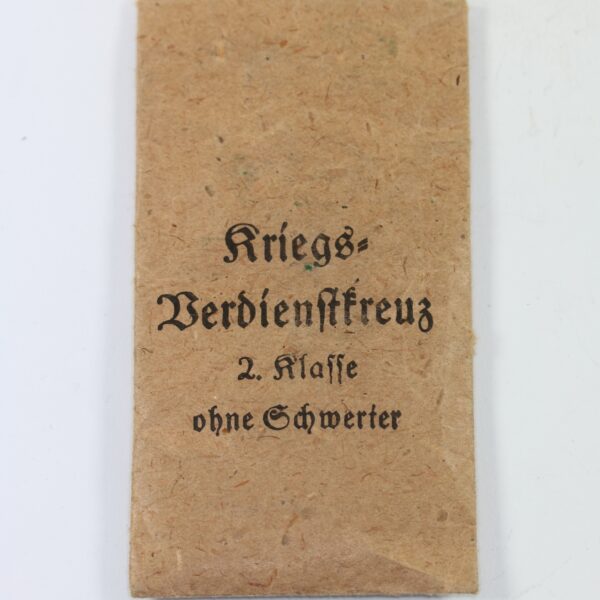 Kriegs-
Verdienstkreuz
2. Klasse
ohne Schwerter